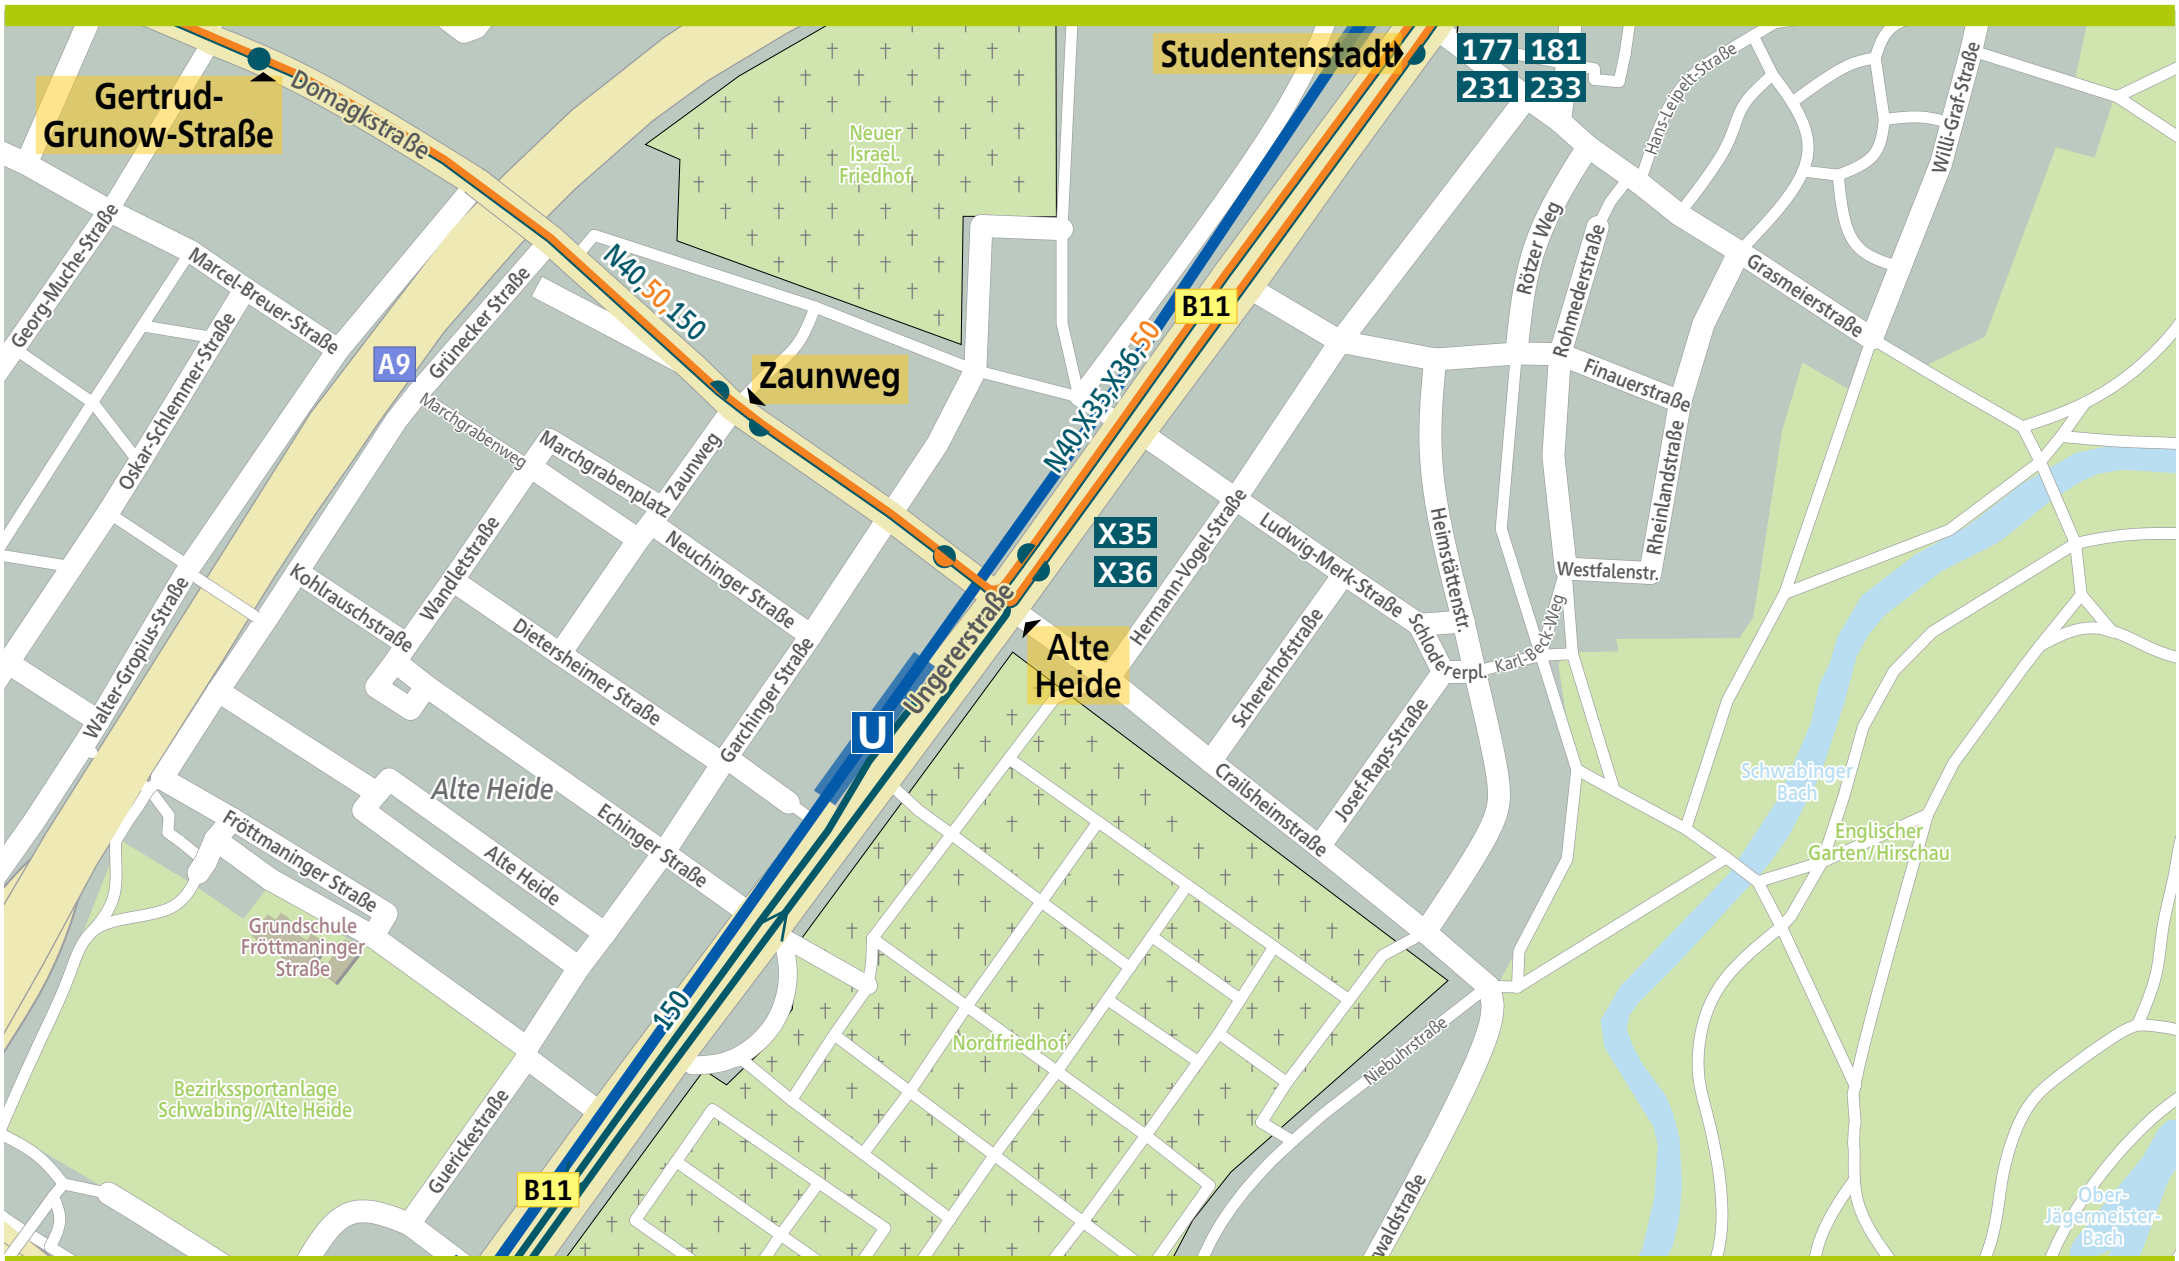 Studentenstadt
177 181
231 233
Gertrud-
Grunow-Straße
Domagkstraße
Neuer
Israel.
Friedhof
Hans-Leipelt-Straße
Willi-Graf-Straße
Georg-Muche-Straße
Marcel-Breuer-Straße
Oskar-Schlemmer-Straße
A9
Grünecker Straße
N40,50,150
Zaunweg
B11
N40,X35,X36,50
Rötzer Weg
Rohmederstraße
Grasmeierstraße
Finauerstraße
Rheinlandstraße
Marchgrabenweg
Marchgrabenplatz
Zaunweg
Wandletstraße
Neuchinger Straße
Kohlrauschstraße
Dietersheimer Straße
Garchinger Straße
Walter-Gropius-Straße
X35
X36
Hermann-Vogel-Straße
Ludwig-Merk-Straße
Heimstättenstr.
Westfalenstr.
Schlodererpl.
Karl-Beck-Weg
Schererhofstraße
Josef-Raps-Straße
Crailsheimstraße
Ungererstraße
Alte
Heide
U
Alte Heide
Echinger Straße
Alte Heide
Fröttmaninger Straße
Grundschule
Fröttmaninger
Straße
150
Schwabinger
Bach
Englischer
Garten/Hirschau
Nordfriedhof
Niebuhrstraße
Bezirkssportanlage
Schwabing/Alte Heide
Guerickestraße
B11
waldstraße
Ober-
Jägermeister-
Bach